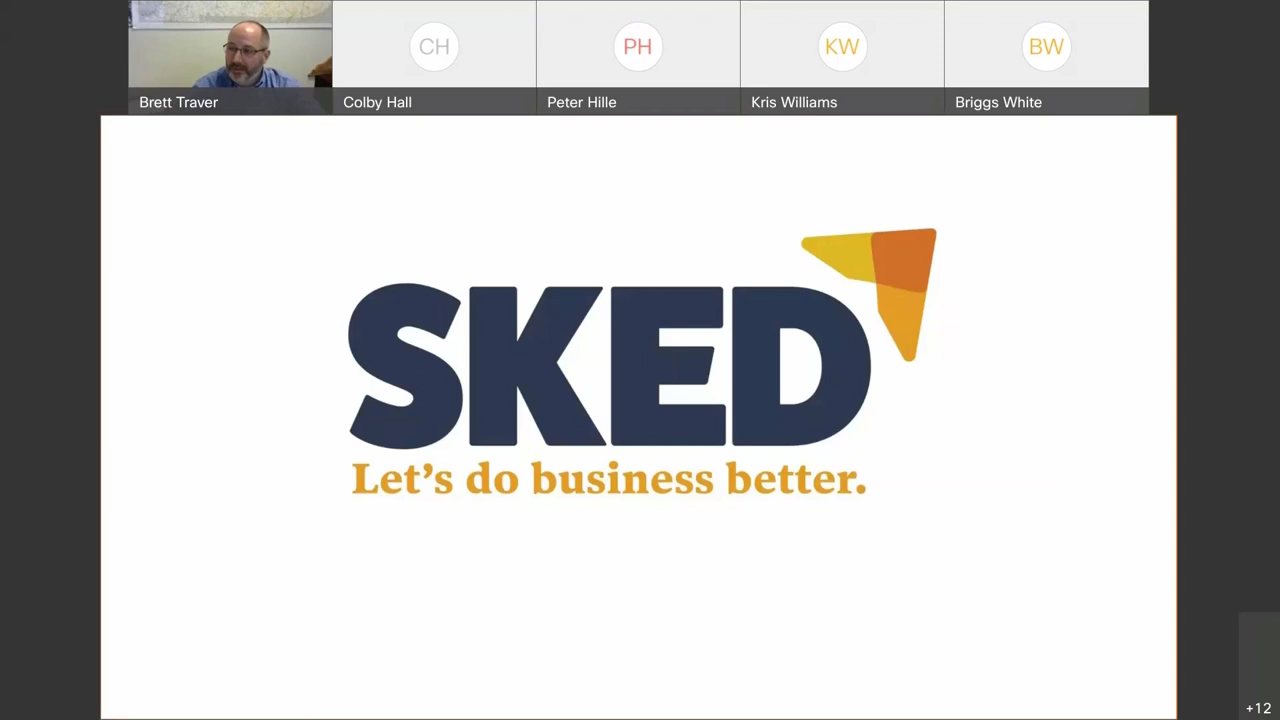 CH
PH
KW
BW
Brett Traver
Colby Hall
Peter Hille
Kris Williams
Briggs White
SKED
Let's do business better.
+12